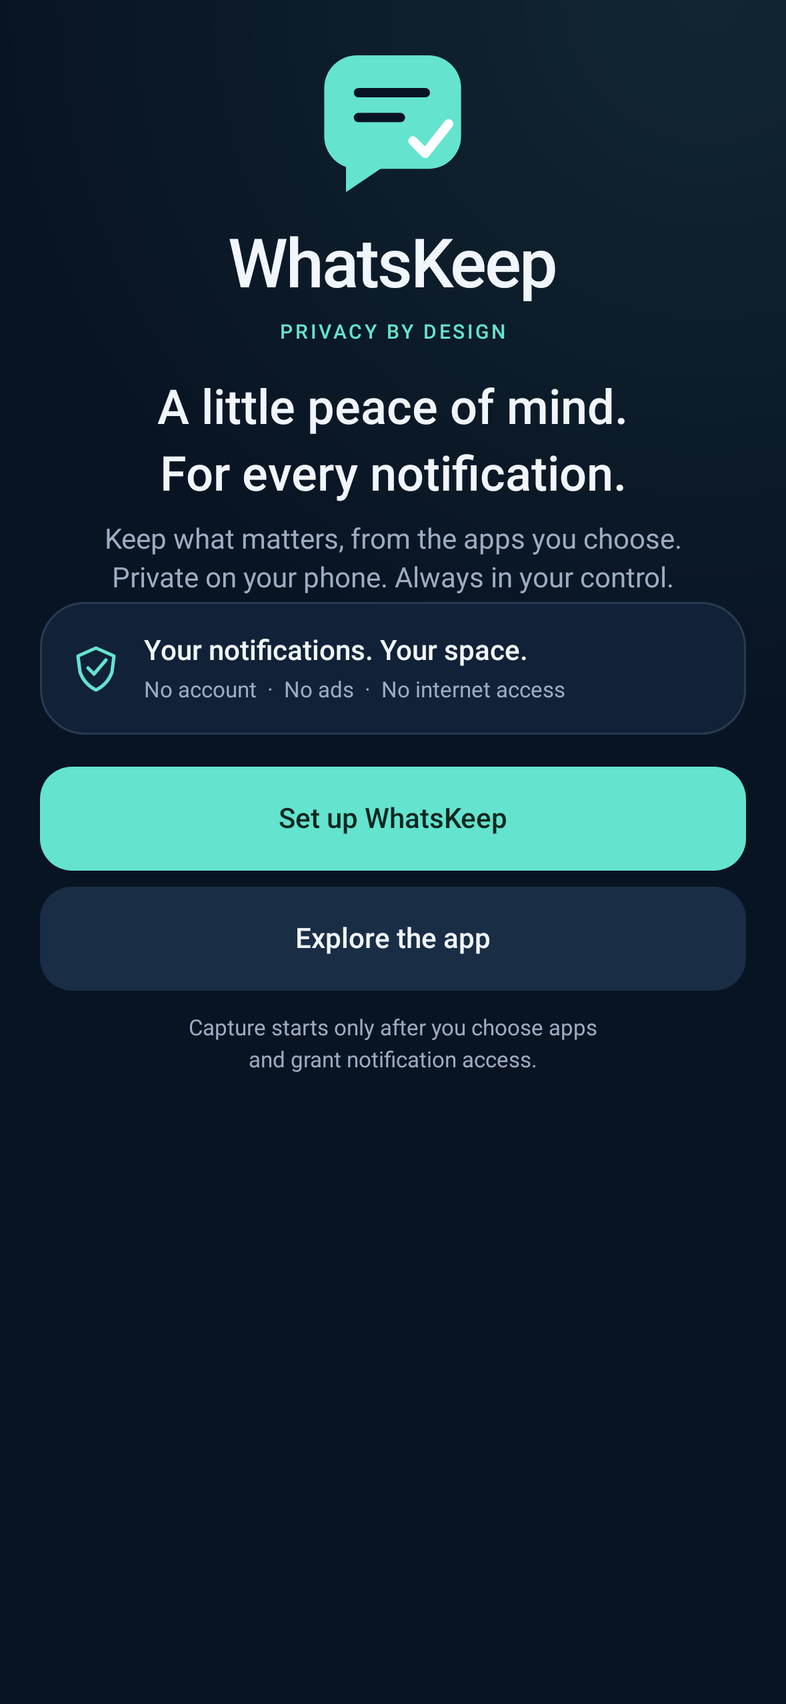 WhatsKeep
PRIVACY BY DESIGN
A little peace of mind.
For every notification.
Keep what matters, from the apps you choose.
Private on your phone. Always in your control.
Your notifications. Your space.
No account · No ads · No internet access
Set up WhatsKeep
Explore the app
Capture starts only after you choose apps
and grant notification access.